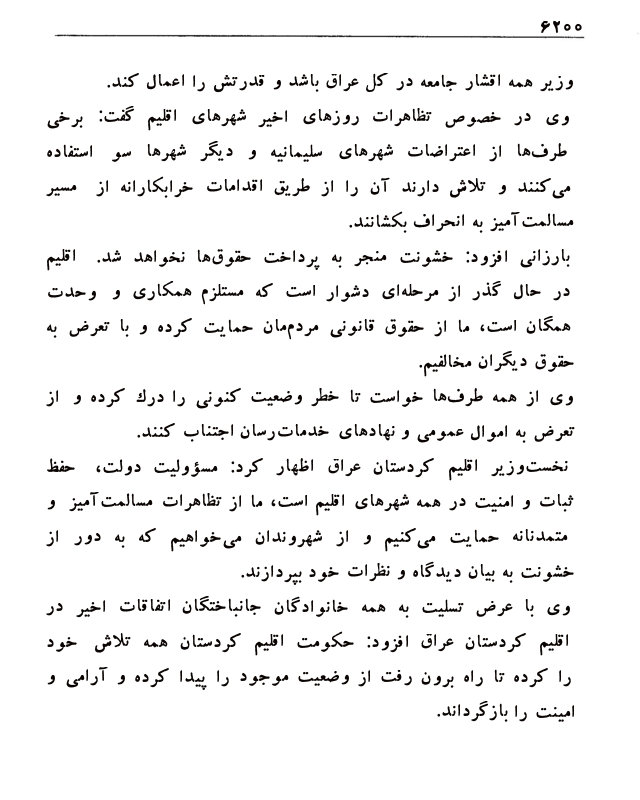 ۶۲۰۰
وزیر همه اقشار جامعه در کل عراق باشد و قدرتش را اعمال کند.
وی در خصوص تظاهرات روزهای اخیر شهرهای اقلیم گفت: برخی
طرف‌ها از اعتراضات شهرهای سلیمانیه و دیگر شهرها سو استفاده
می‌کنند و تلاش دارند آن را از طریق اقدامات خرابکارانه از مسیر
مسالمت‌آمیز به انحراف بکشانند.
بارزانی افزود: خشونت منجر به پرداخت حقوق‌ها نخواهد شد. اقلیم
در حال گذر از مرحله‌ای دشوار است که مستلزم همکاری و وحدت
همگان است، ما از حقوق قانونی مردم‌مان حمایت کرده و با تعرض به
حقوق دیگران مخالفیم.
وی از همه طرف‌ها خواست تا خطر وضعیت کنونی را درك کرده و از
تعرض به اموال عمومی و نهادهای خدمات‌رسان اجتناب کنند.
نخست‌وزیر اقلیم کردستان عراق اظهار کرد: مسؤولیت دولت، حفظ
ثبات و امنیت در همه شهرهای اقلیم است، ما از تظاهرات مسالمت‌آمیز و
متمدنانه حمایت می‌کنیم و از شهروندان می‌خواهیم که به دور از
خشونت به بیان دیدگاه و نظرات خود بپردازند.
وی با عرض تسلیت به همه خانوادگان جانباختگان اتفاقات اخیر در
اقلیم کردستان عراق افزود: حکومت اقلیم کردستان همه تلاش خود
را کرده تا راه برون رفت از وضعیت موجود را پیدا کرده و آرامی و
امینت را بازگرداند.